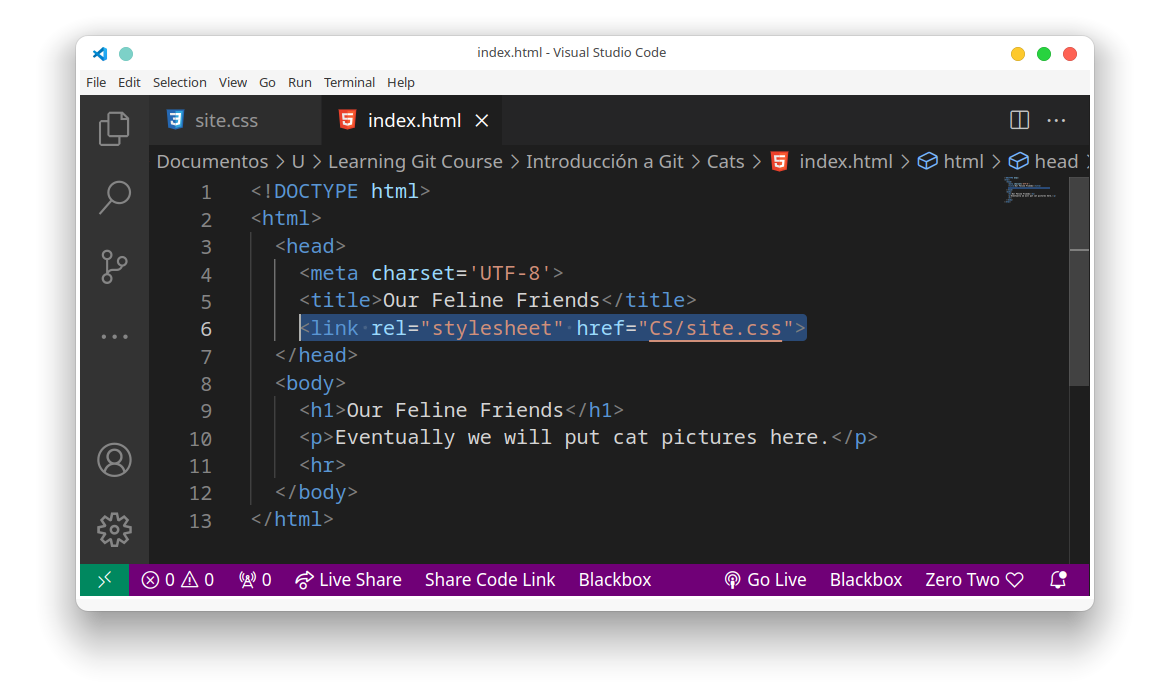 index.html - Visual Studio Code
File Edit Selection View Go Run Terminal Help
site.css index.html
Documentos > U > Learning Git Course > Introducción a Git > Cats > index.html > html > head >
1 <!DOCTYPE html>
2 <html>
3 <head>
4 <meta charset='UTF-8'>
5 <title>Our Feline Friends</title>
6 <link rel="stylesheet" href="CS/site.css">
7 </head>
8 <body>
9 <h1>Our Feline Friends</h1>
10 <p>Eventually we will put cat pictures here.</p>
11 <hr>
12 </body>
13 </html>
0 0 0 Live Share Share Code Link Blackbox Go Live Blackbox Zero Two